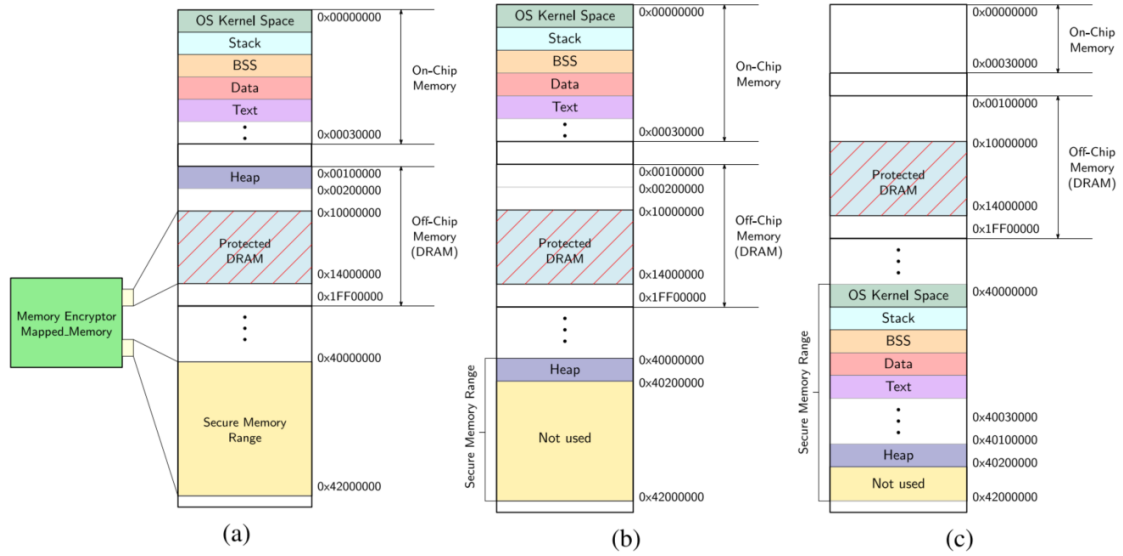 OS Kernel Space
Stack
BSS
Data
Text
0x00000000
0x00030000
On-Chip
Memory
Heap
0x00100000
0x00200000
0x10000000
Protected
DRAM
0x14000000
0x1FF00000
Off-Chip
Memory
(DRAM)
Memory Encryptor
Mapped_Memory
0x40000000
Secure Memory
Range
0x42000000
(a)
OS Kernel Space
Stack
BSS
Data
Text
0x00000000
0x00030000
On-Chip
Memory
0x00100000
0x00200000
0x10000000
Protected
DRAM
0x14000000
0x1FF00000
Off-Chip
Memory
(DRAM)
Secure Memory Range
Heap
0x40000000
0x40200000
Not used
0x42000000
(b)
0x00000000
0x00030000
On-Chip
Memory
0x00100000
0x10000000
Protected
DRAM
0x14000000
0x1FF00000
Off-Chip
Memory
(DRAM)
Secure Memory Range
OS Kernel Space
0x40000000
Stack
BSS
Data
Text
0x40030000
0x40100000
Heap
0x40200000
Not used
0x42000000
(c)